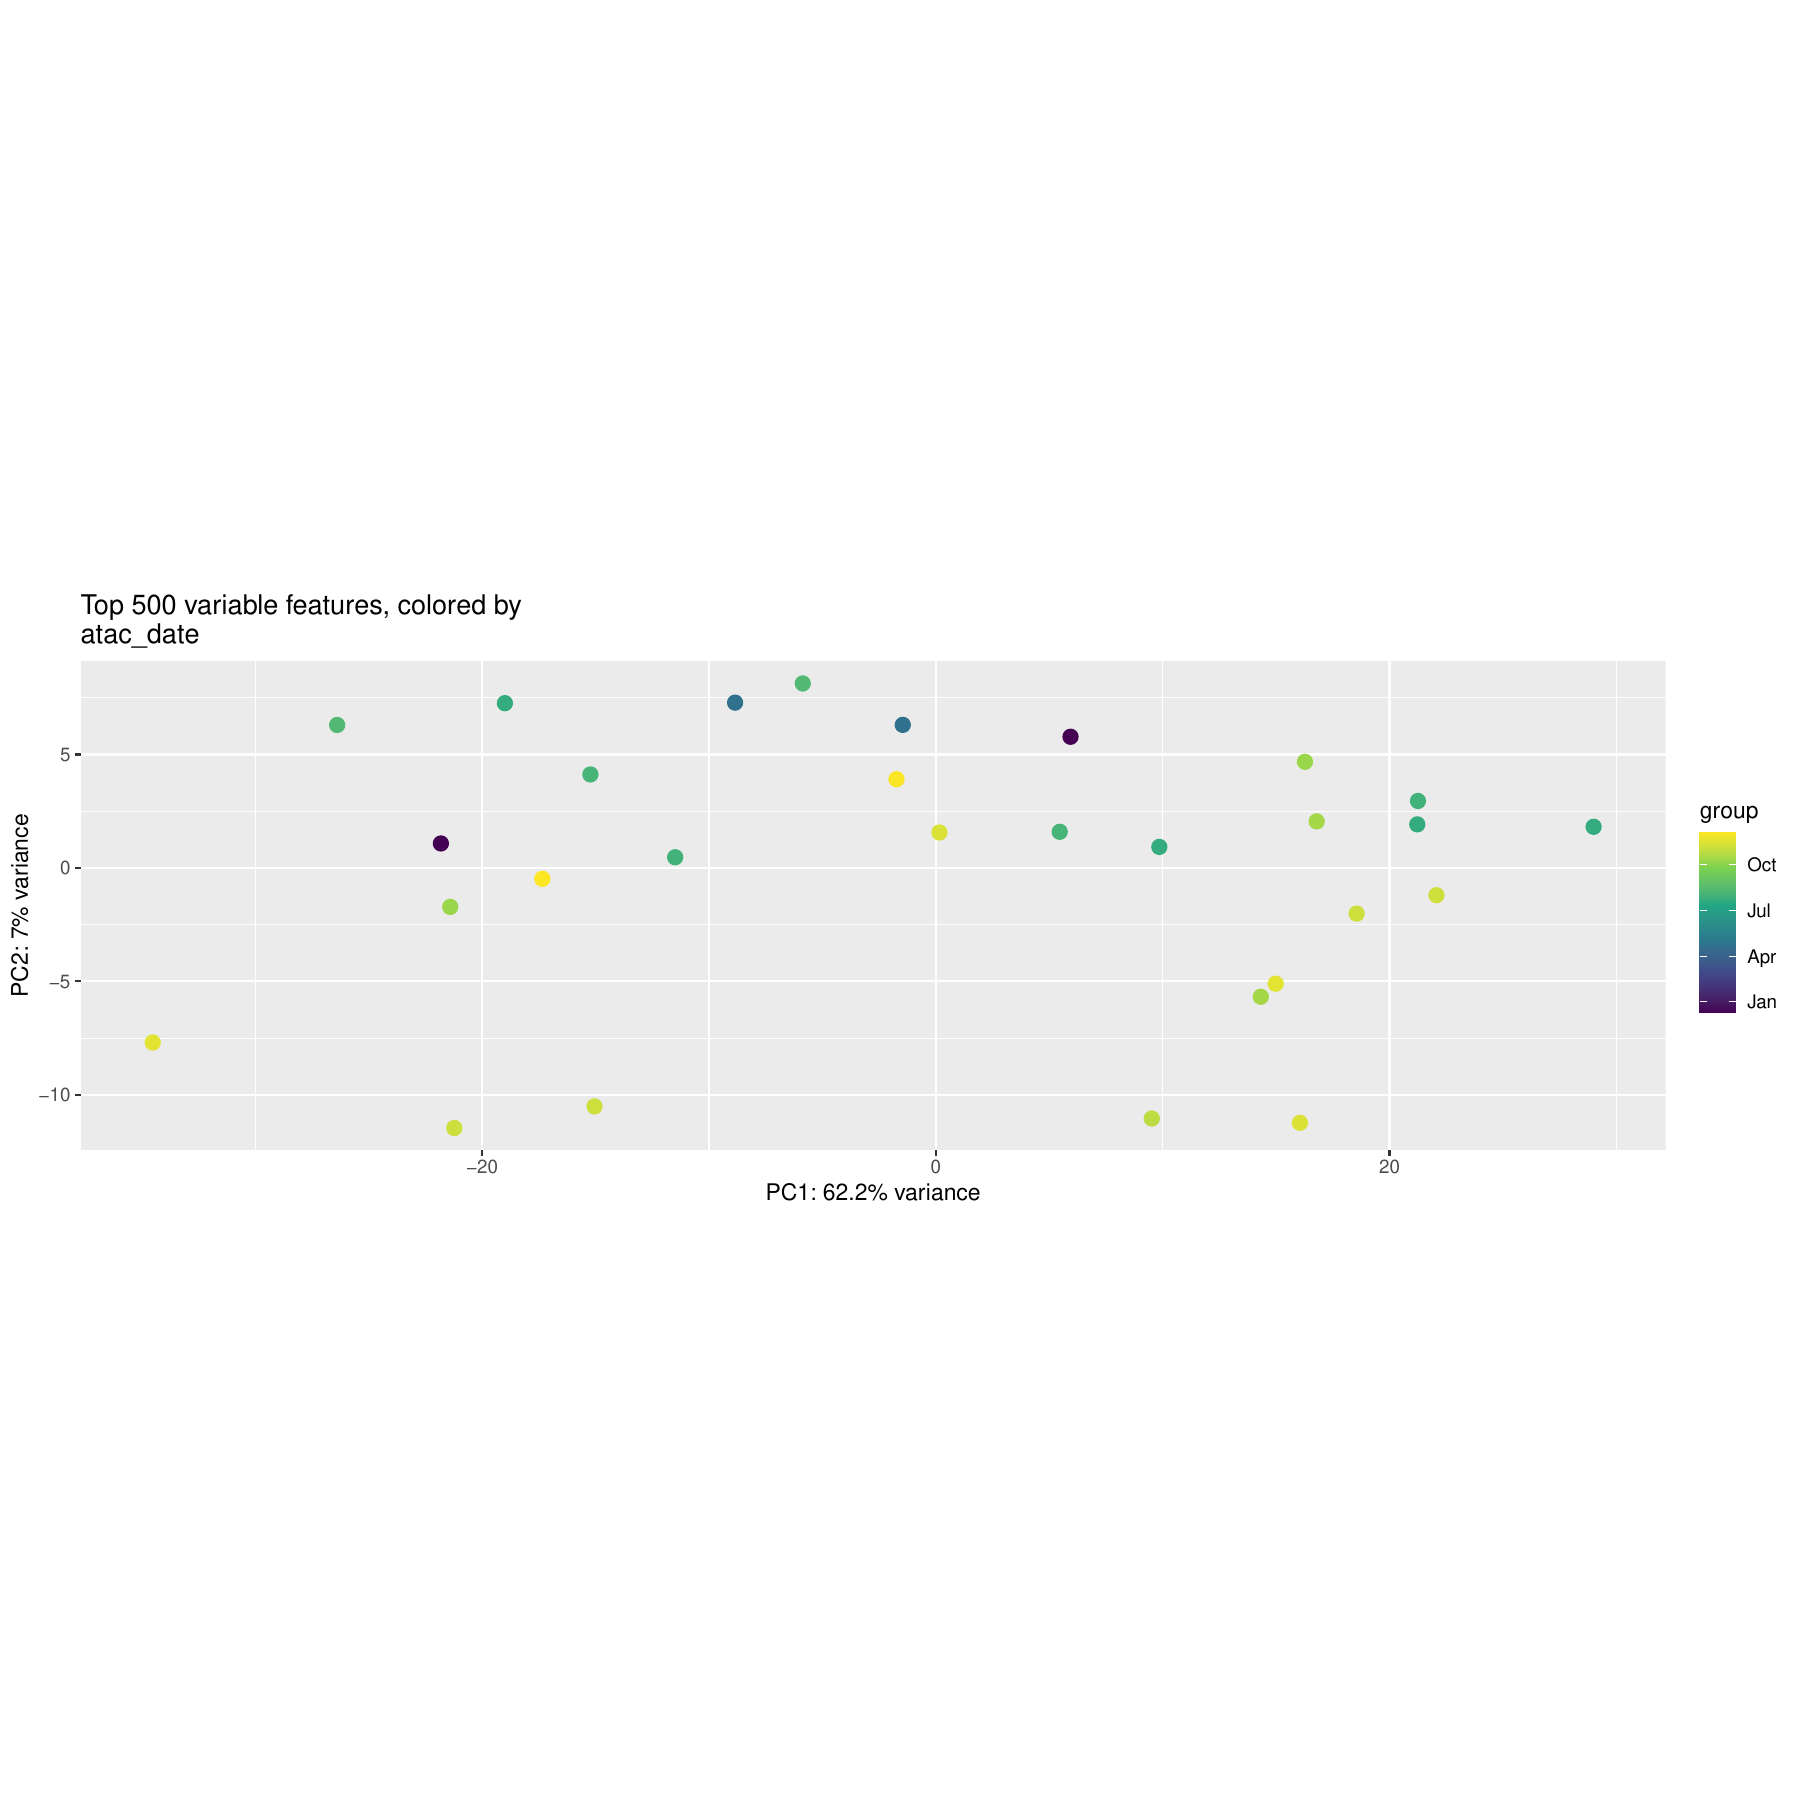 Top 500 variable features, colored by
atac_date
5
0
−5
−10
PC2: 7% variance
−20
0
20
PC1: 62.2% variance
group
Oct
Jul
Apr
Jan